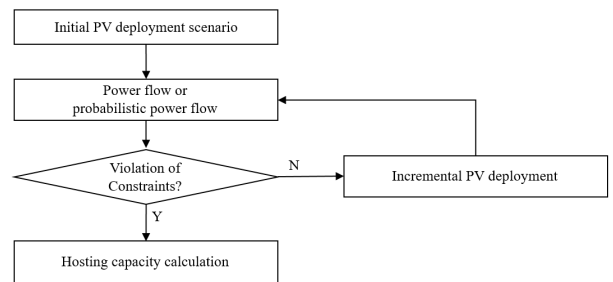 Initial PV deployment scenario
Power flow or
probabilistic power flow
Violation of
Constraints?
N
Incremental PV deployment
Y
Hosting capacity calculation